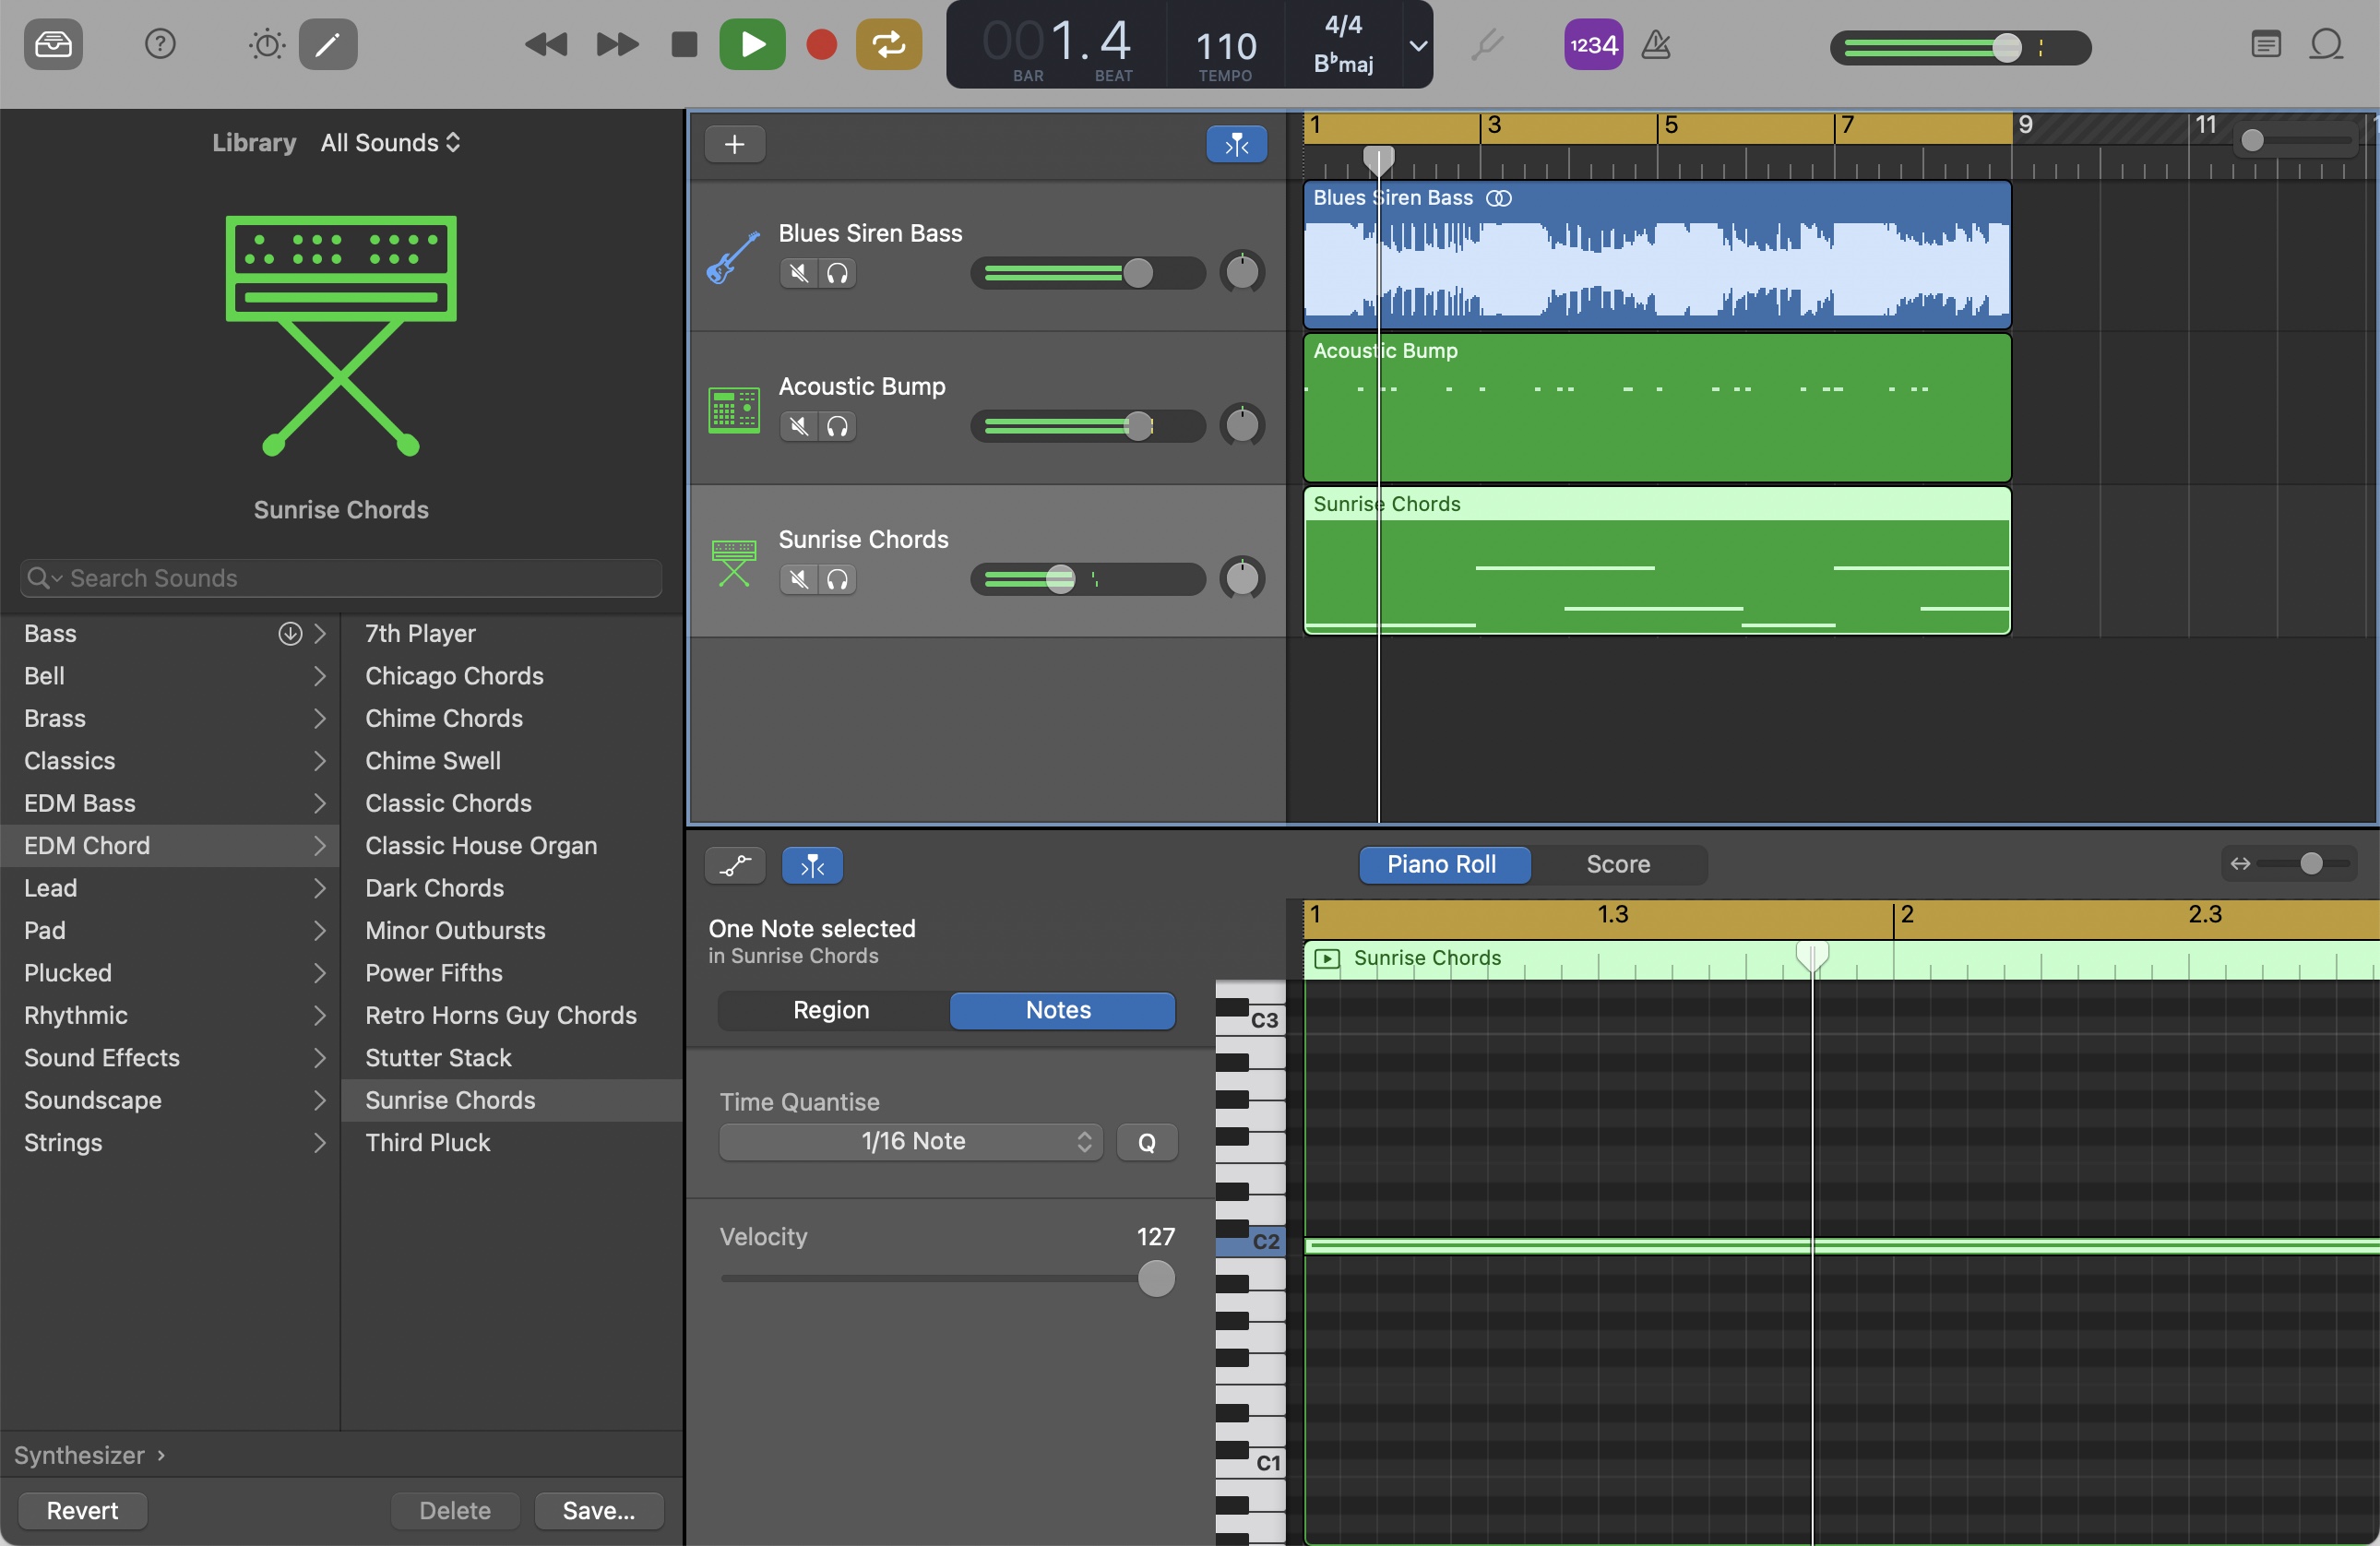 001.4
BAR BEAT
110
TEMPO
4/4
B♭maj
1234
Library All Sounds
Sunrise Chords
Search Sounds
Bass
Bell
Brass
Classics
EDM Bass
EDM Chord
Lead
Pad
Plucked
Rhythmic
Sound Effects
Soundscape
Strings
7th Player
Chicago Chords
Chime Chords
Chime Swell
Classic Chords
Classic House Organ
Dark Chords
Minor Outbursts
Power Fifths
Retro Horns Guy Chords
Stutter Stack
Sunrise Chords
Third Pluck
Synthesizer ›
Revert Delete Save...
1 3 5 7 9 11
Blues Siren Bass
Acoustic Bump
Sunrise Chords
Blues Siren Bass
Acoustic Bump
Sunrise Chords
Piano Roll Score
One Note selected
in Sunrise Chords
Region Notes
Time Quantise
1/16 Note Q
Velocity 127
1 1.3 2 2.3
Sunrise Chords
C3
C2
C1